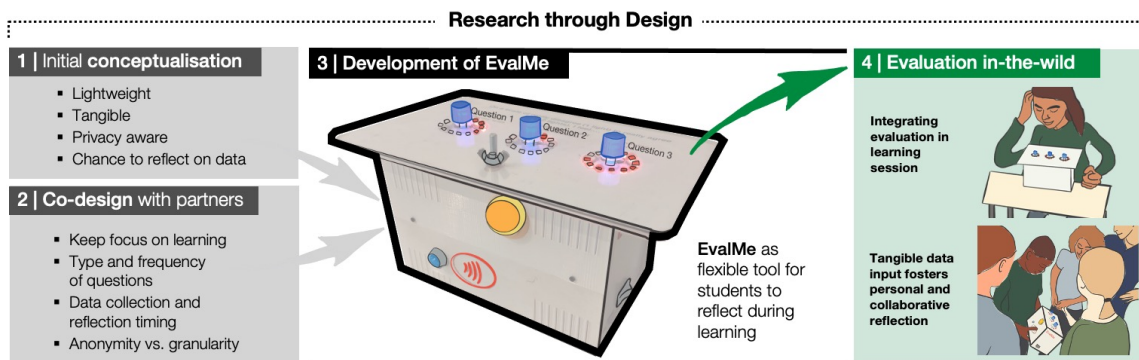 Research through Design
1 | Initial conceptualisation
▪ Lightweight
▪ Tangible
▪ Privacy aware
▪ Chance to reflect on data
2 | Co-design with partners
▪ Keep focus on learning
▪ Type and frequency
of questions
▪ Data collection and
reflection timing
▪ Anonymity vs. granularity
3 | Development of EvalMe
Question 1
Question 2
Question 3
EvalMe as
flexible tool for
students to
reflect during
learning
4 | Evaluation in-the-wild
Integrating
evaluation in
learning
session
Tangible data
input fosters
personal and
collaborative
reflection